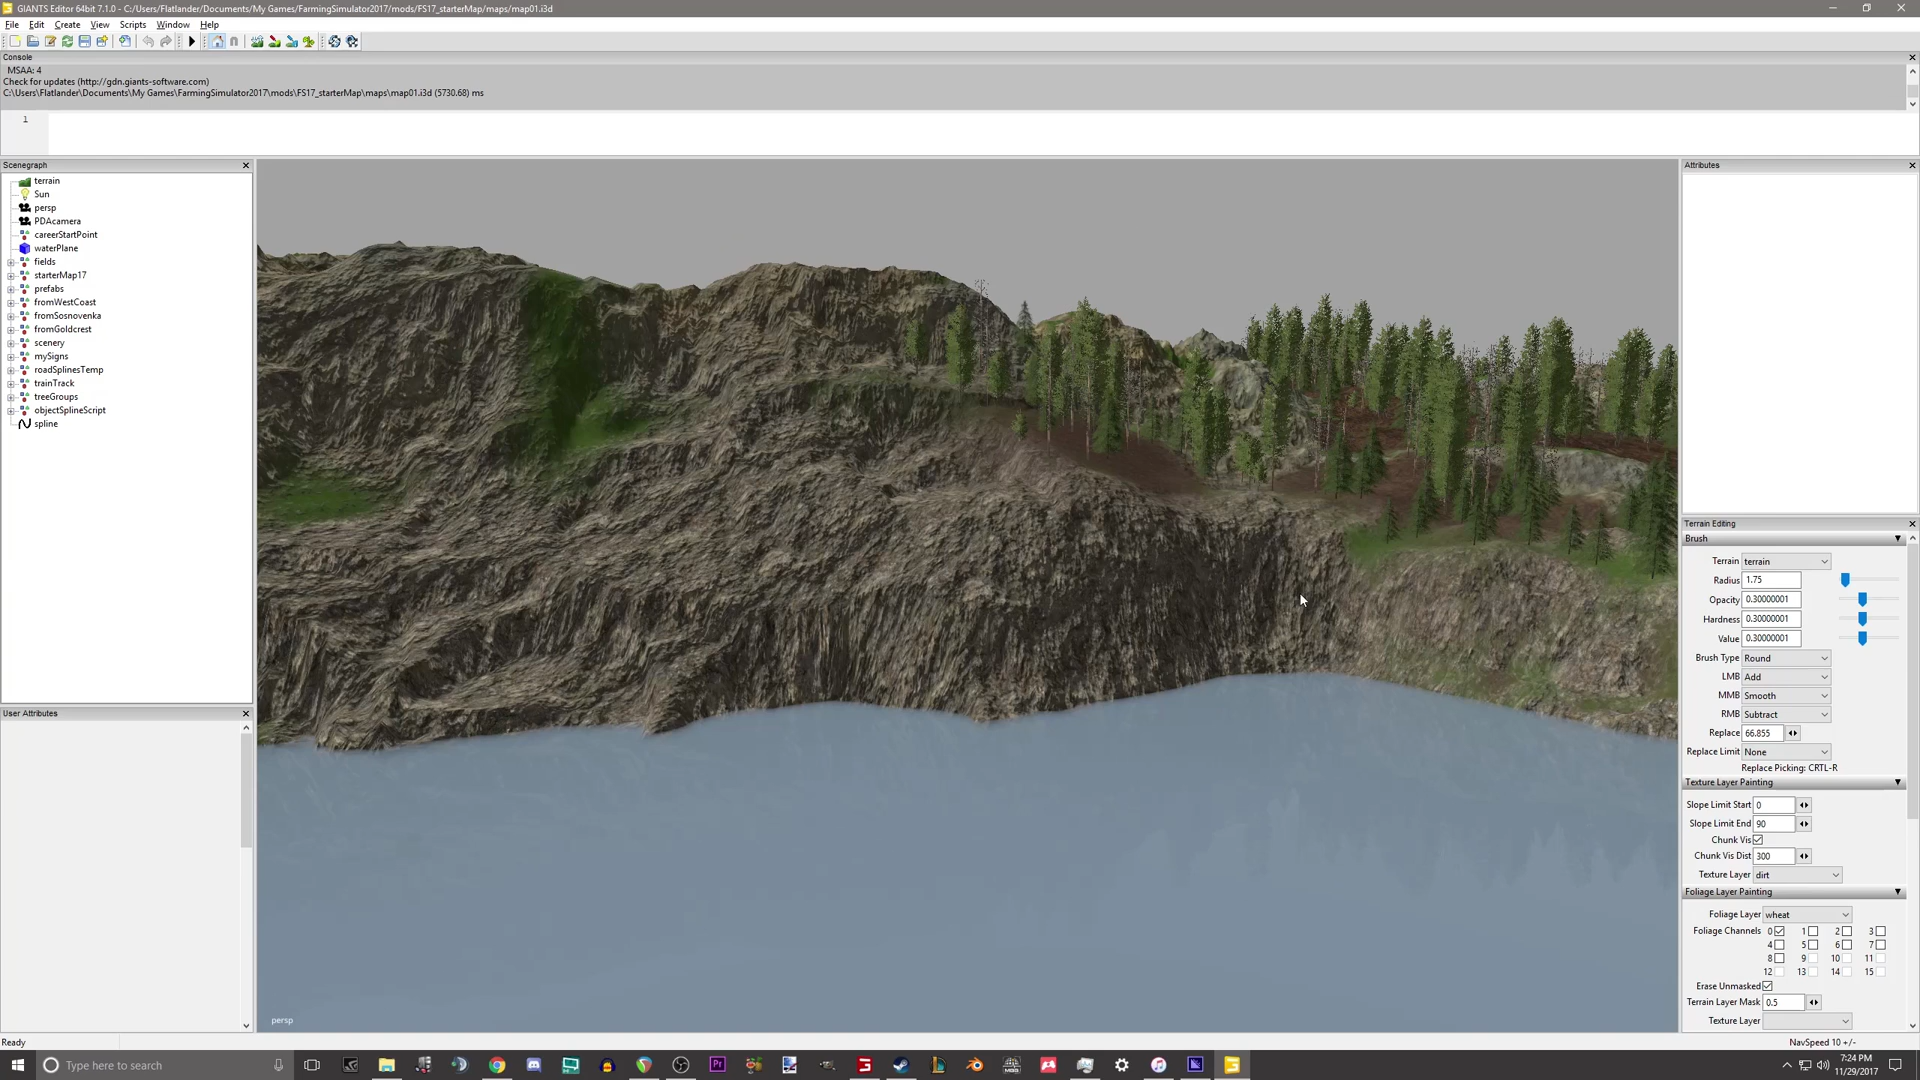 GIANTS Editor 64bit 7.1.0 - C:/Users/Flatlander/Documents/My Games/FarmingSimulator2017/mods/FS17_starterMap/maps/map01.i3d
File Edit Create View Scripts Window Help
Console
MSAA: 4
Check for updates (http://gdn.giants-software.com)
C:\Users\Flatlander\Documents\My Games\FarmingSimulator2017\mods\FS17_starterMap\maps\map01.i3d (5730.68) ms
1
Scenegraph
terrain
Sun
persp
PDAcamera
careerStartPoint
waterPlane
fields
starterMap17
prefabs
fromWestCoast
fromSosnovenka
fromGoldcrest
scenery
mySigns
roadSplinesTemp
trainTrack
treeGroups
objectSplineScript
spline
User Attributes
persp
Attributes
Terrain Editing
Brush
Terrain terrain
Radius 1.75
Opacity 0.30000001
Hardness 0.30000001
Value 0.30000001
Brush Type Round
LMB Add
MMB Smooth
RMB Subtract
Replace 66.855
Replace Limit None
Replace Picking: CRTL-R
Texture Layer Painting
Slope Limit Start 0
Slope Limit End 90
Chunk Vis
Chunk Vis Dist 300
Texture Layer dirt
Foliage Layer Painting
Foliage Layer wheat
Foliage Channels 0 1 2 3
4 5 6 7
8 9 10 11
12 13 14 15
Erase Unmasked
Terrain Layer Mask 0.5
Texture Layer
Ready
NavSpeed 10 +/-
Type here to search
7:24 PM
11/29/2017